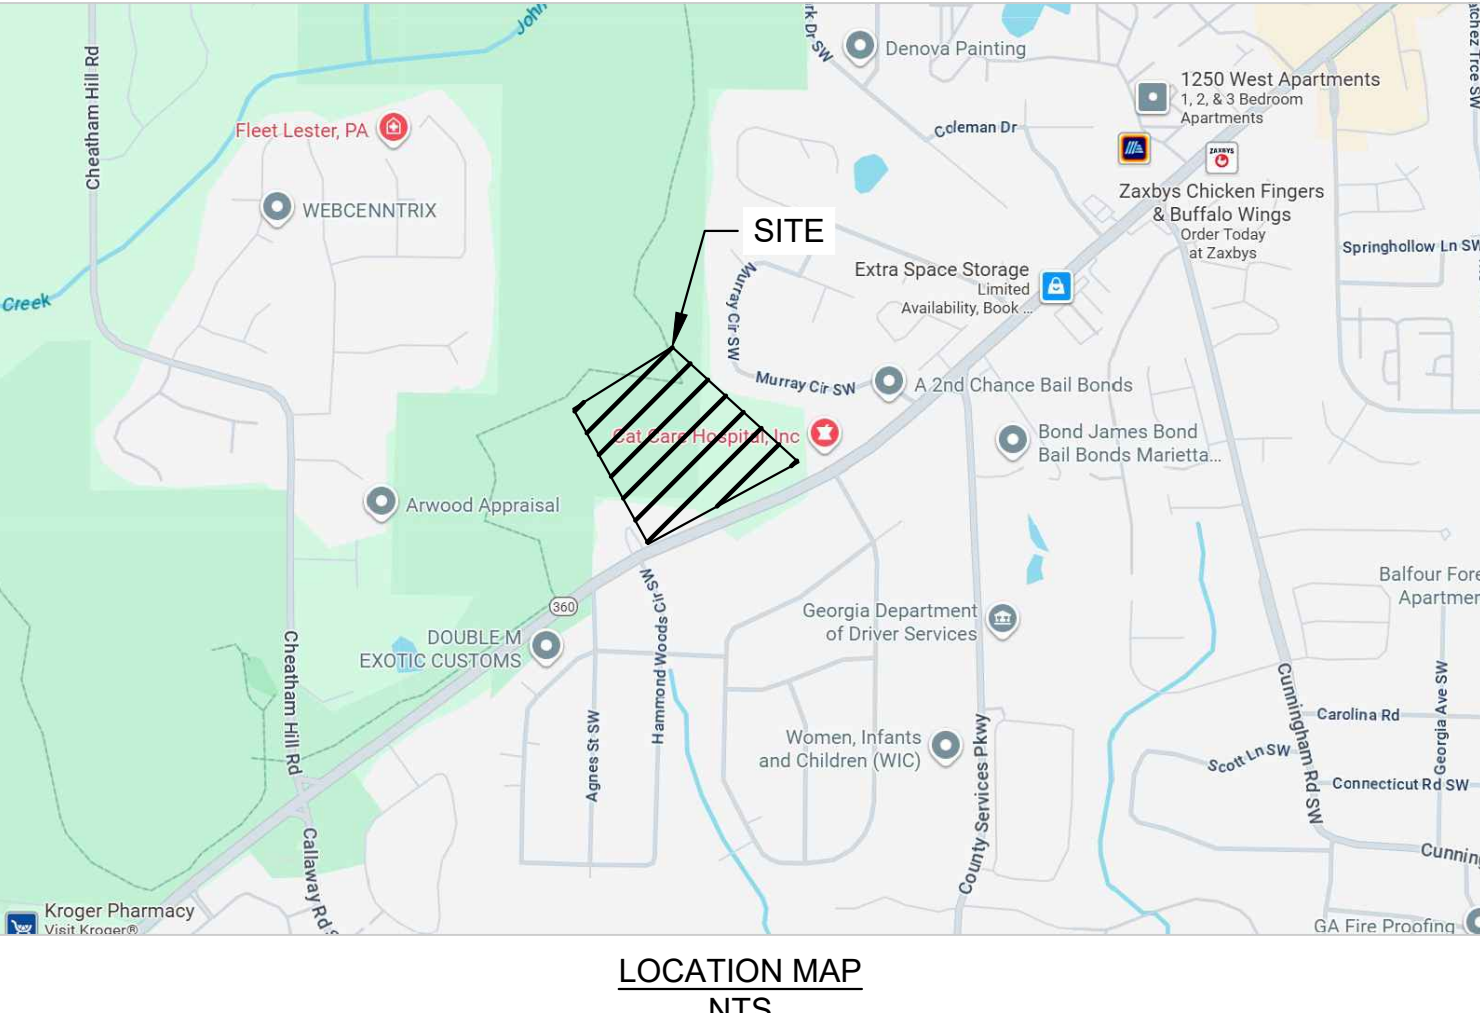 Cheatham Hill Rd
John
rk Dr SW
Denova Painting
1250 West Apartments
1, 2, & 3 Bedroom
Apartments
Fleet Lester, PA
Coleman Dr
ZAXBYS
WEBCENNTRIX
Zaxbys Chicken Fingers
& Buffalo Wings
Order Today
at Zaxbys
SITE
Springhollow Ln SW
Extra Space Storage
Limited
Availability, Book ...
Creek
Murray Cir SW
Murray Cir SW
A 2nd Chance Bail Bonds
Cat Care Hospital, Inc
Bond James Bond
Bail Bonds Marietta...
Arwood Appraisal
Balfour Fore
Apartmer
360
Georgia Department
of Driver Services
DOUBLE M
EXOTIC CUSTOMS
Cheatham Hill Rd
Hammond Woods Cir SW
Agnes St SW
Cunningham Rd SW
Georgia Ave SW
Carolina Rd
Women, Infants
and Children (WIC)
Scott Ln SW
Connecticut Rd SW
County Services Pkwy
Callaway Rd S
Cunning
Kroger Pharmacy
Visit Kroger®
GA Fire Proofing
LOCATION MAP
NTS